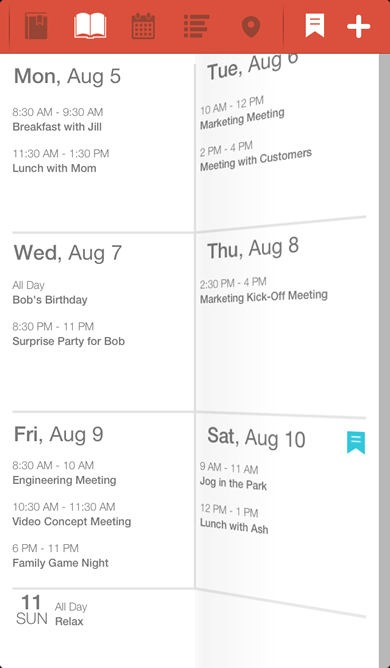 Mon, Aug 5
8:30 AM - 9:30 AM
Breakfast with Jill
11:30 AM - 1:30 PM
Lunch with Mom
Tue, Aug 6
10 AM - 12 PM
Marketing Meeting
2 PM - 4 PM
Meeting with Customers
Wed, Aug 7
All Day
Bob's Birthday
8:30 PM - 11 PM
Surprise Party for Bob
Thu, Aug 8
2:30 PM - 4 PM
Marketing Kick-Off Meeting
Fri, Aug 9
8:30 AM - 10 AM
Engineering Meeting
10:30 AM - 11:30 AM
Video Concept Meeting
6 PM - 11 PM
Family Game Night
Sat, Aug 10
9 AM - 11 AM
Jog in the Park
12 PM - 1 PM
Lunch with Ash
11
SUN
All Day
Relax